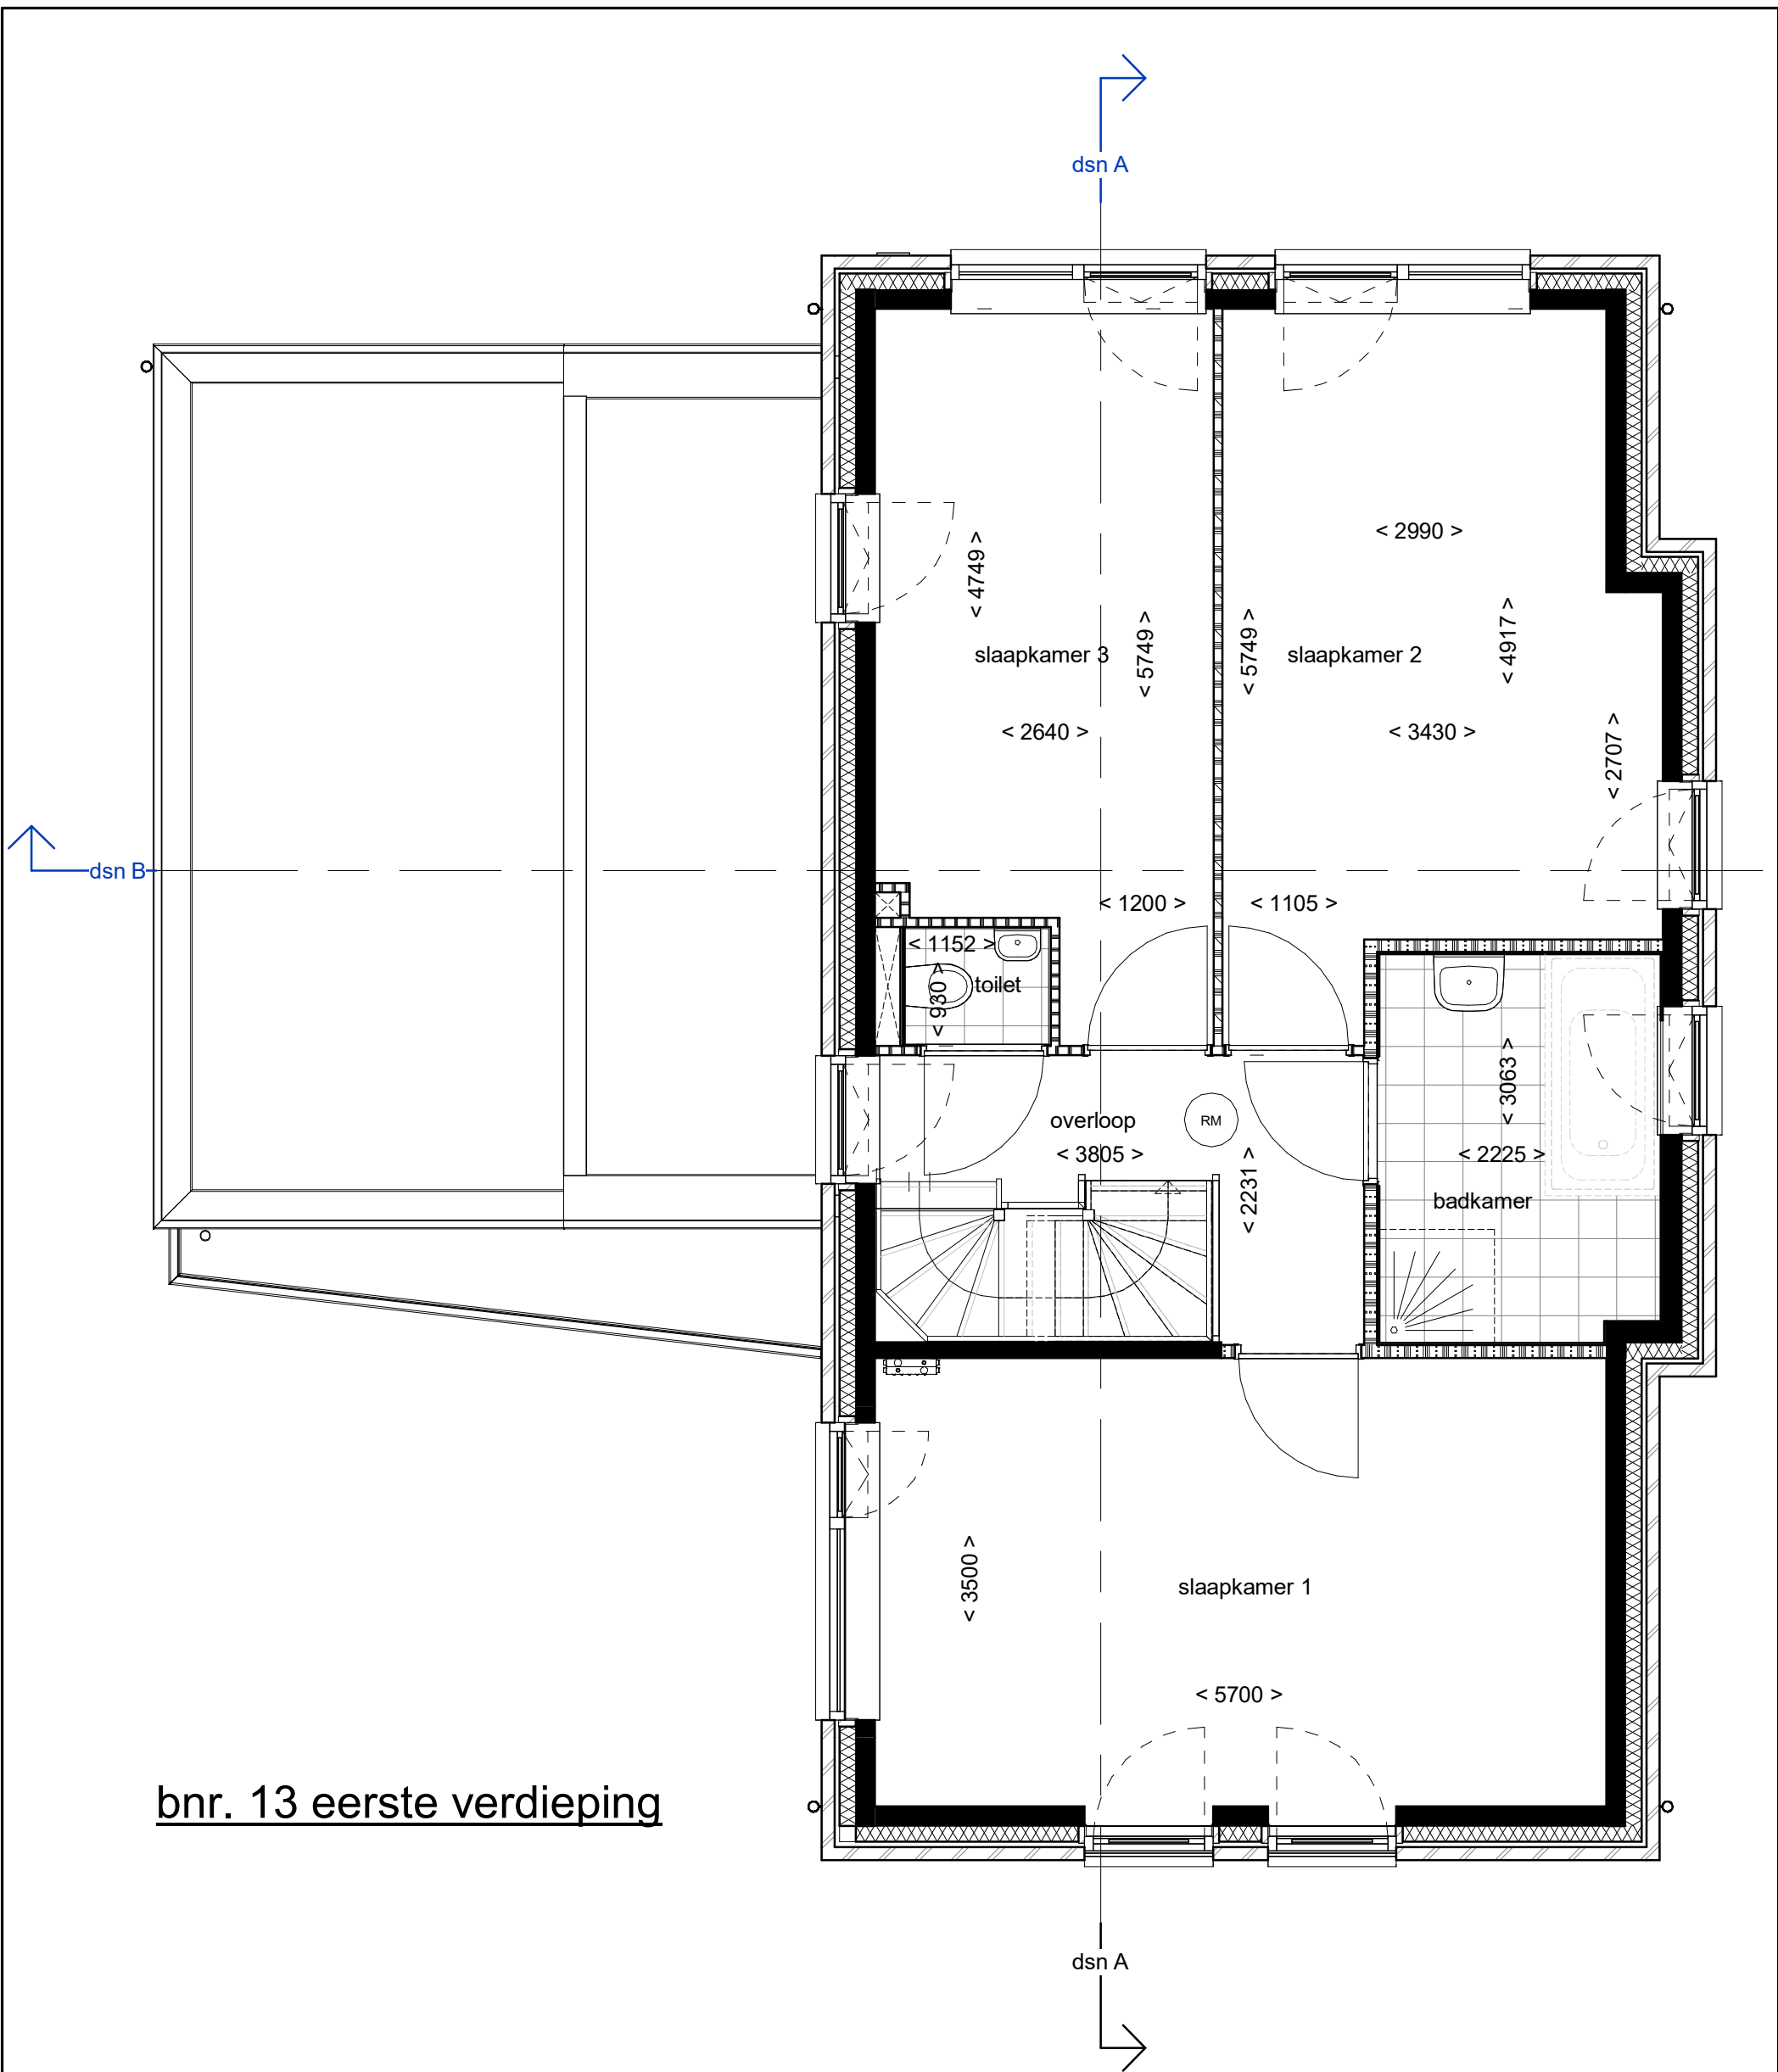 dsn A
< 2990 >
< 4749 >
< 5749 >
< 5749 >
< 4917 >
slaapkamer 3
slaapkamer 2
< 2640 >
< 3430 >
< 2707 >
dsn B
< 1200 >
< 1105 >
< 1152 >
< 930 >
toilet
< 3063 >
overloop
RM
< 3805 >
< 2225 >
< 2231 >
badkamer
< 3500 >
slaapkamer 1
< 5700 >
bnr. 13 eerste verdieping
dsn A